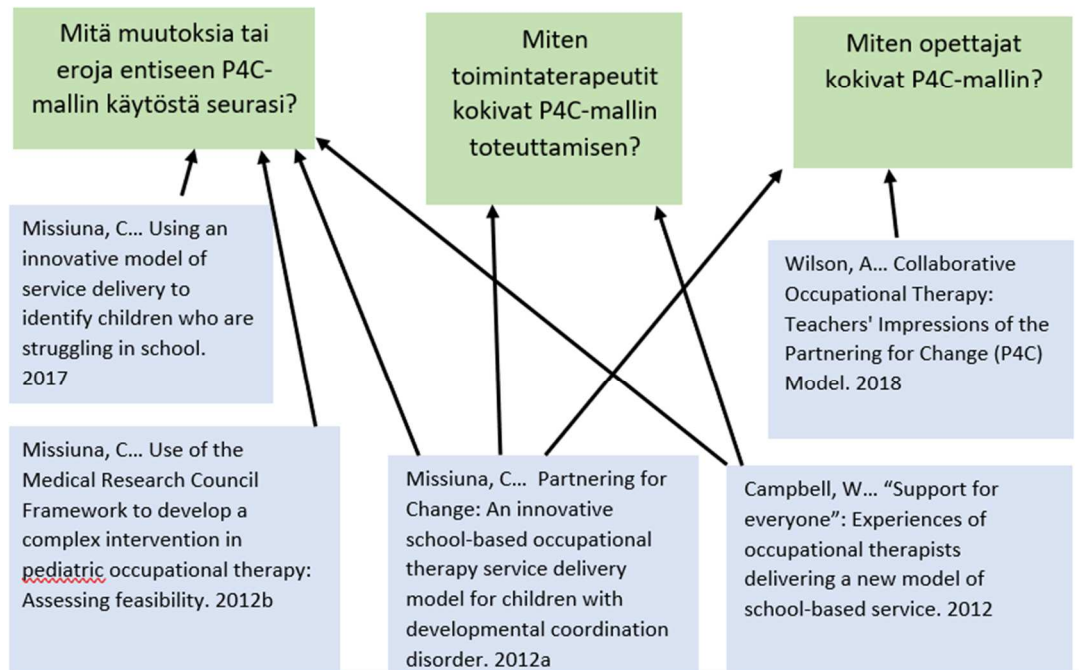 Mitä muutoksia tai
eroja entiseen P4C-
mallin käytöstä seurasi?
Miten
toimintaterapeutit
kokivat P4C-mallin
toteuttamisen?
Miten opettajat
kokivat P4C-mallin?
Missiuna, C... Using an
innovative model of
service delivery to
identify children who are
struggling in school.
2017
Wilson, A... Collaborative
Occupational Therapy:
Teachers' Impressions of the
Partnering for Change (P4C)
Model. 2018
Missiuna, C... Use of the
Medical Research Council
Framework to develop a
complex intervention in
pediatric occupational therapy:
Assessing feasibility. 2012b
Missiuna, C... Partnering for
Change: An innovative
school-based occupational
therapy service delivery
model for children with
developmental coordination
disorder. 2012a
Campbell, W... “Support for
everyone”: Experiences of
occupational therapists
delivering a new model of
school-based service. 2012